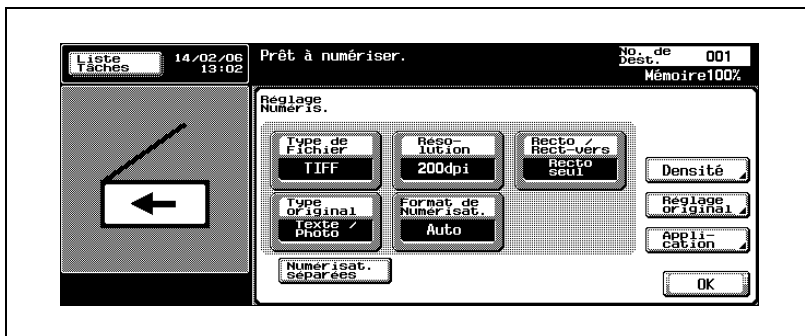 Liste
Tâches
14/02/06
13:02
Prêt à numériser.
No. de
Dest.
001
Mémoire100%
Réglage
Numéris.
Type de
Fichier
TIFF
Réso-
lution
200dpi
Recto /
Rect-vers
Recto
seul
Densité
Type
original
Texte /
Photo
Format de
Numérisat.
Auto
Réglage
original
Appli-
cation
Numérisat.
séparées
OK